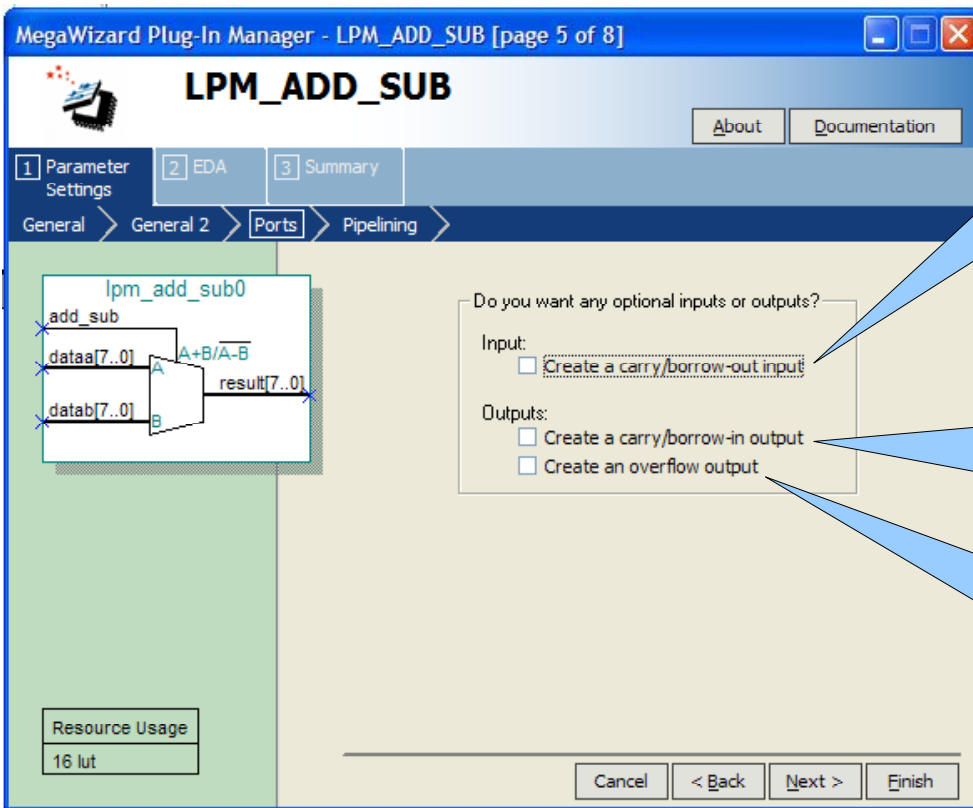 MegaWizard Plug-In Manager - LPM_ADD_SUB [page 5 of 8]
LPM_ADD_SUB
About
Documentation
1 Parameter Settings
2 EDA
3 Summary
General
General 2
Ports
Pipelining
lpm_add_sub0
add_sub
A+B/A-B
dataa[7..0]
A
result[7..0]
datab[7..0]
B
Do you want any optional inputs or outputs?
Input:
Create a carry/borrow-out input
Outputs:
Create a carry/borrow-in output
Create an overflow output
Resource Usage
16 lut
Cancel
< Back
Next >
Finish